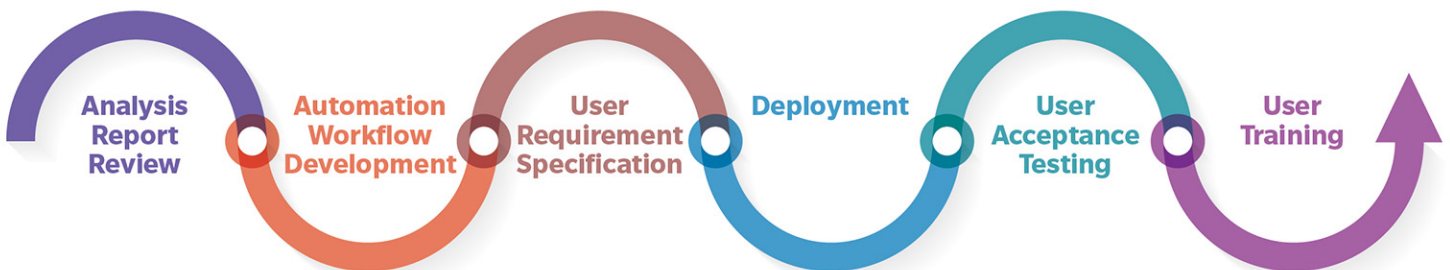 Analysis
Report
Review
Automation
Workflow
Development
User
Requirement
Specification
Deployment
User
Acceptance
Testing
User
Training